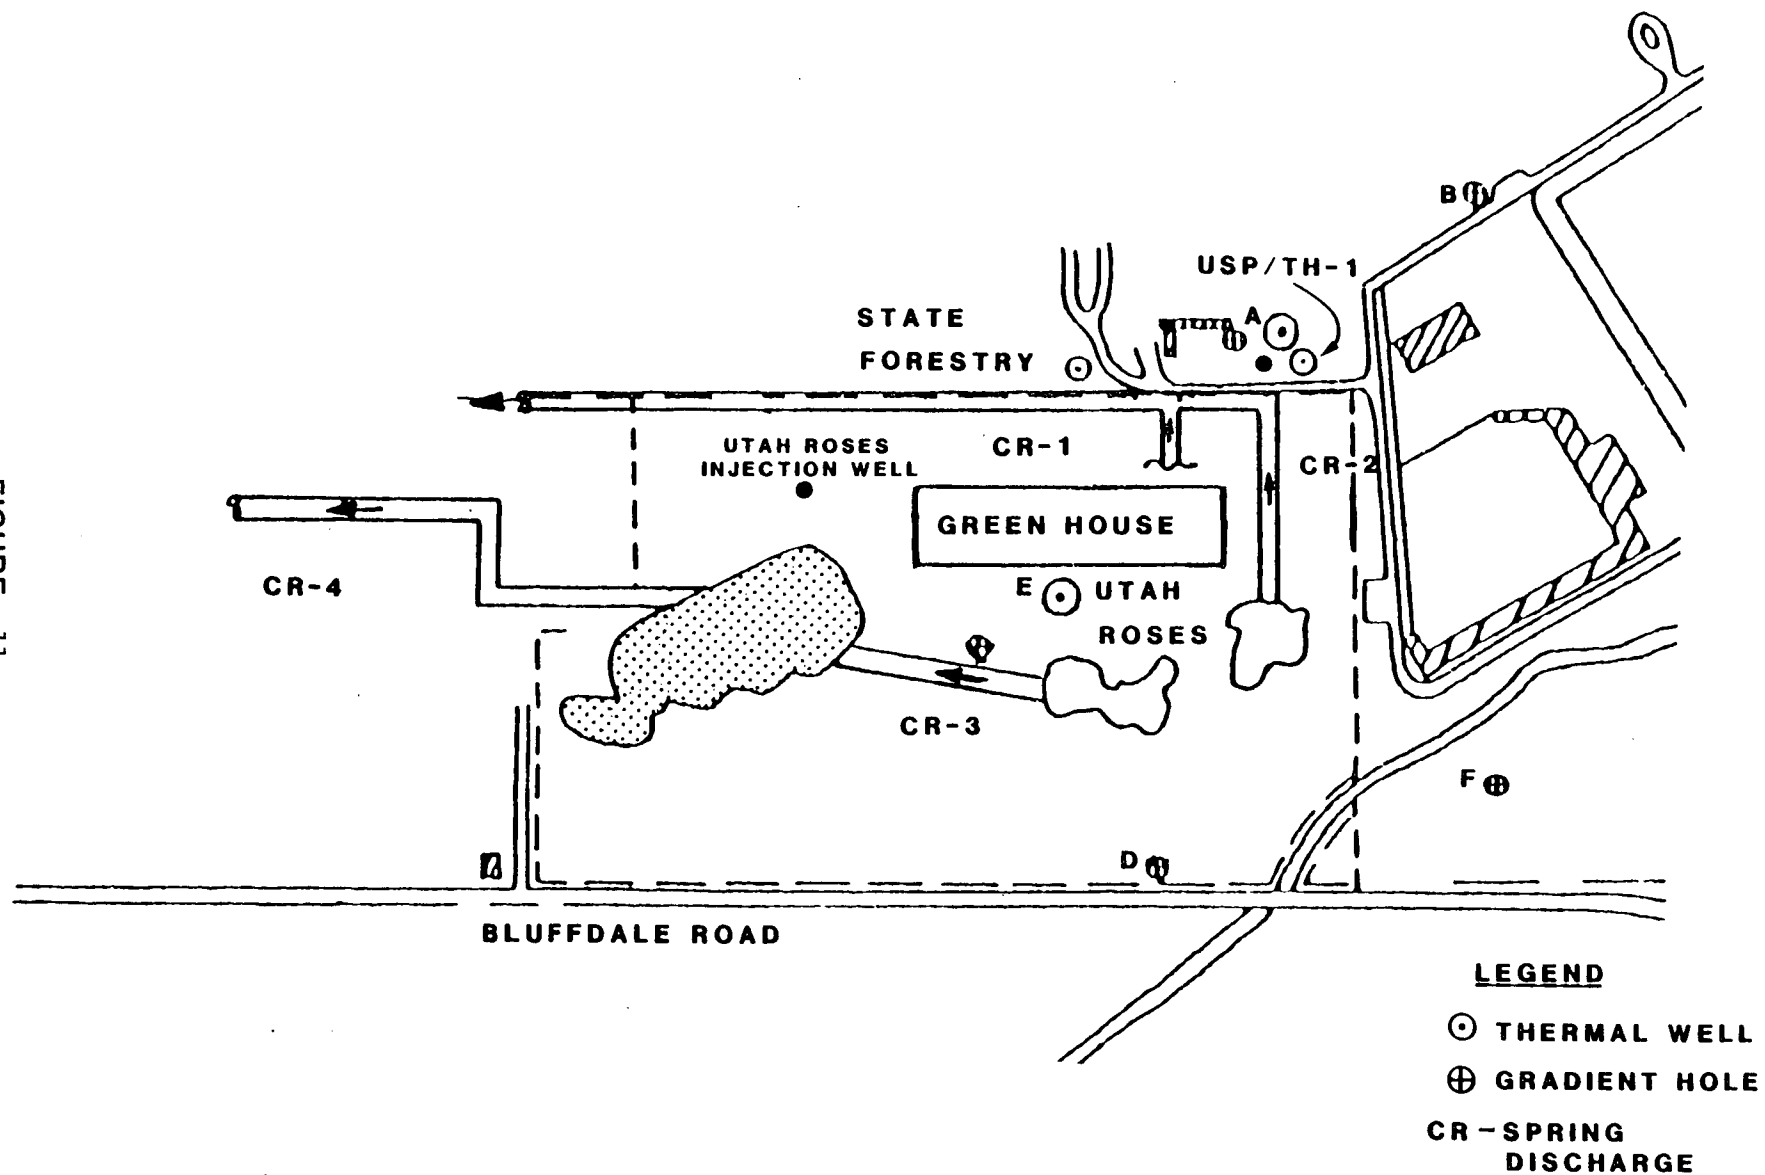 B
USP/TH-1
STATE
FORESTRY
A
UTAH ROSES
INJECTION WELL
CR-1
CR-2
GREEN HOUSE
CR-4
E
UTAH
ROSES
CR-3
F
D
BLUFFDALE ROAD
LEGEND
THERMAL WELL
GRADIENT HOLE
CR-SPRING
DISCHARGE